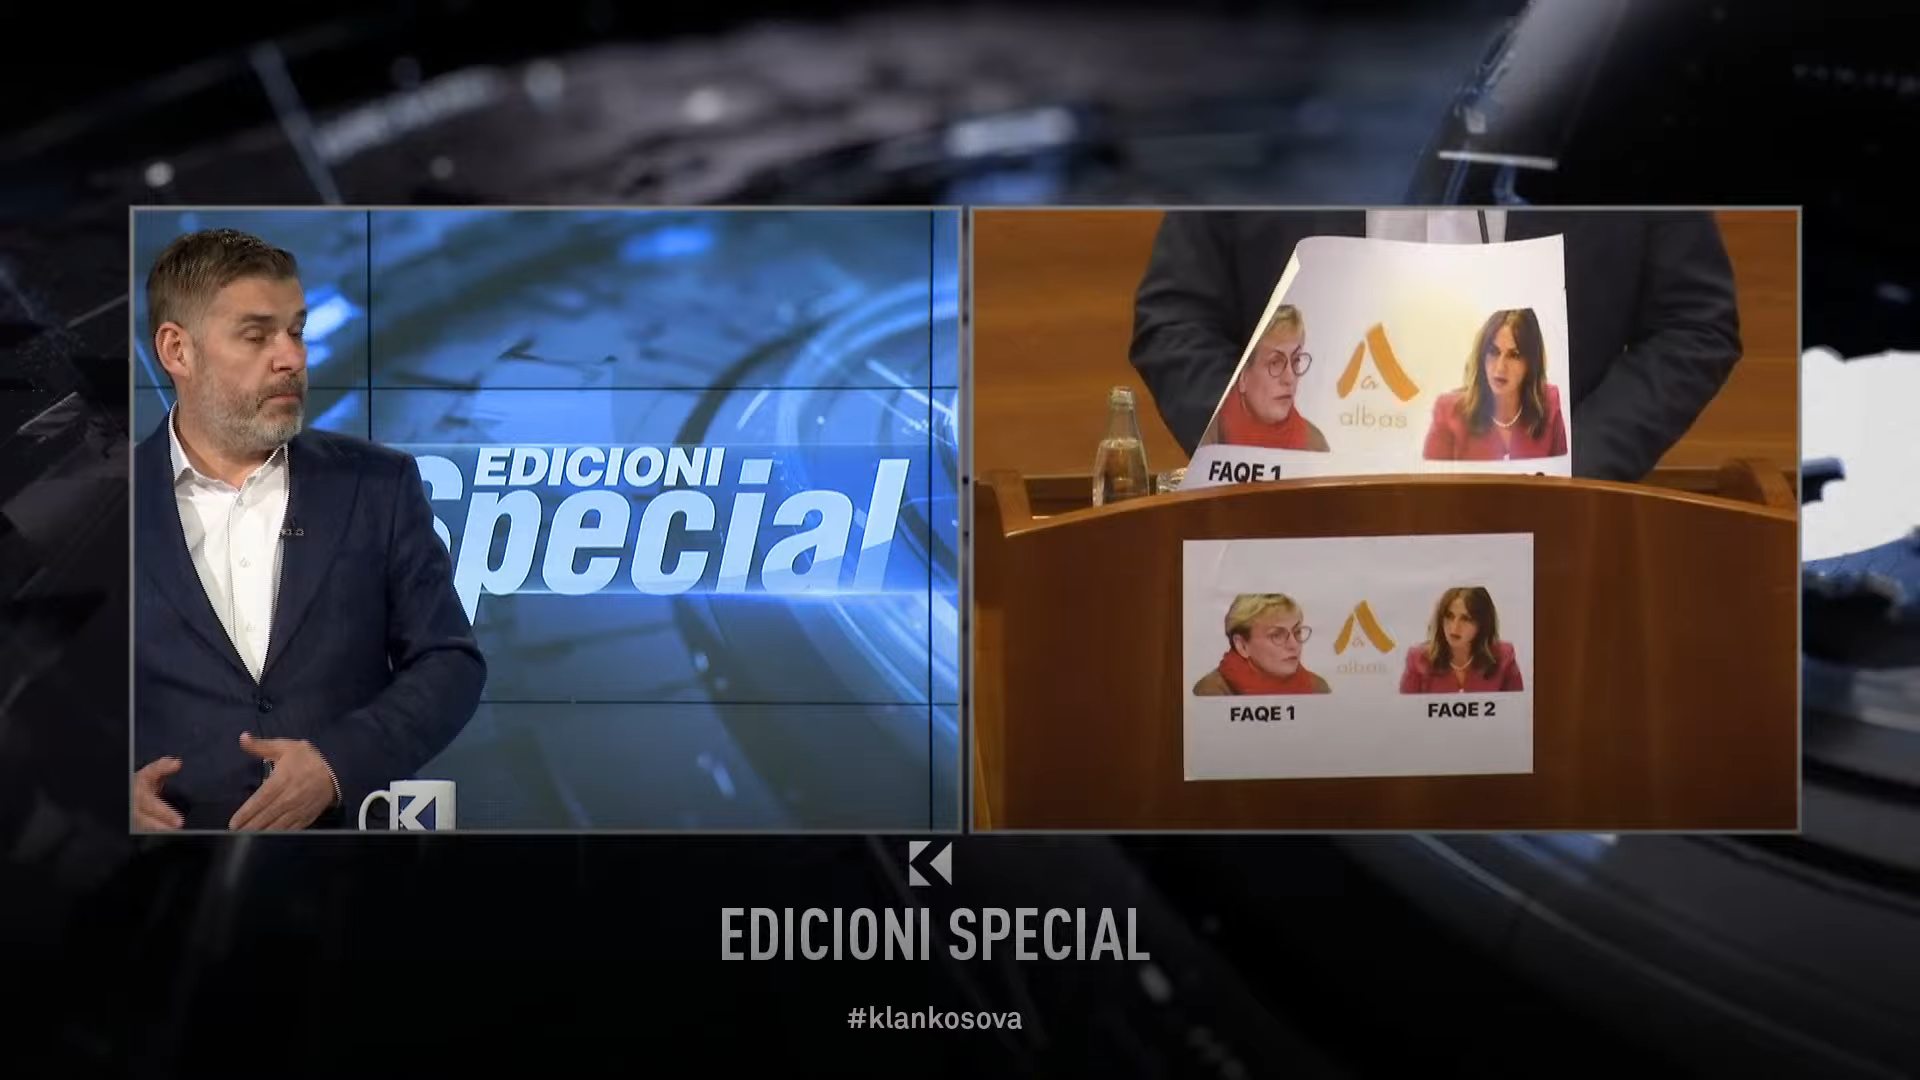 EDICIONI
Special
albas
FAQE 1
albas
FAQE 1
FAQE 2
EDICIONI SPECIAL
#klankosova